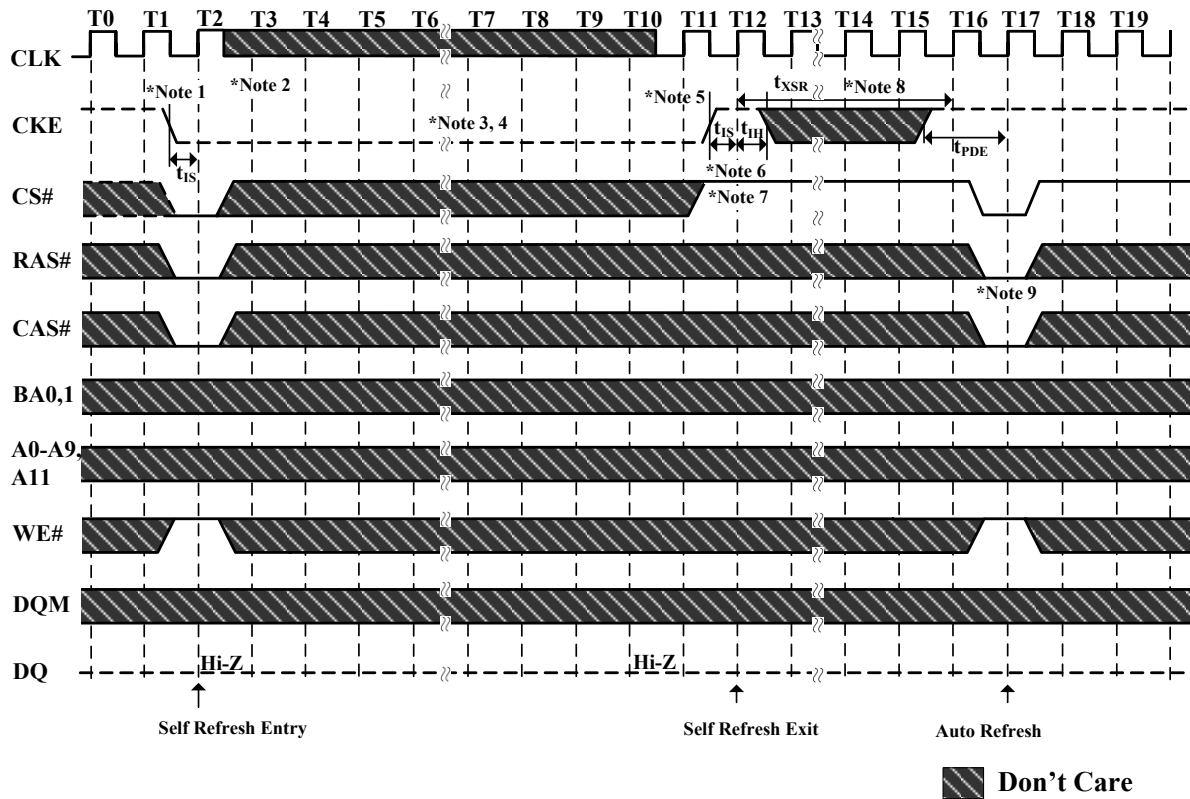 T0 T1 T2 T3 T4 T5 T6 T7 T8 T9 T10 T11 T12 T13 T14 T15 T16 T17 T18 T19
CLK
*Note 1 *Note 2 *Note 5 tXSR *Note 8
CKE
*Note 3, 4
tIS tIH
tIS tPDE
*Note 6
CS#
*Note 7
RAS#
*Note 9
CAS#
BA0,1
A0-A9,
A11
WE#
DQM
Hi-Z Hi-Z
DQ
Self Refresh Entry Self Refresh Exit Auto Refresh
Don't Care